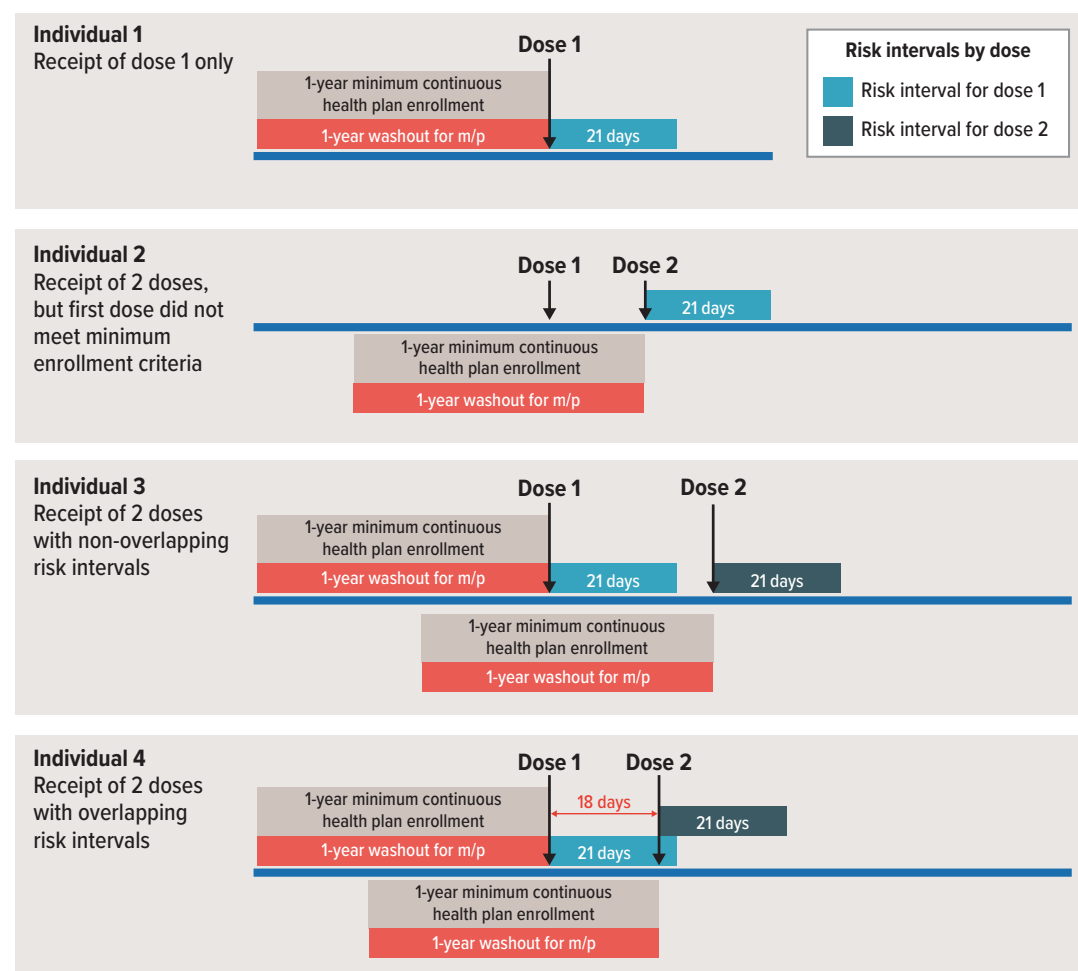 Individual 1
Receipt of dose 1 only
Dose 1
1-year minimum continuous
health plan enrollment
1-year washout for m/p
21 days
Risk intervals by dose
Risk interval for dose 1
Risk interval for dose 2
Individual 2
Receipt of 2 doses,
but first dose did not
meet minimum
enrollment criteria
Dose 1
Dose 2
21 days
1-year minimum continuous
health plan enrollment
1-year washout for m/p
Individual 3
Receipt of 2 doses
with non-overlapping
risk intervals
Dose 1
Dose 2
1-year minimum continuous
health plan enrollment
1-year washout for m/p
21 days
21 days
1-year minimum continuous
health plan enrollment
1-year washout for m/p
Individual 4
Receipt of 2 doses
with overlapping
risk intervals
Dose 1
Dose 2
1-year minimum continuous
health plan enrollment
18 days
21 days
1-year washout for m/p
21 days
1-year minimum continuous
health plan enrollment
1-year washout for m/p